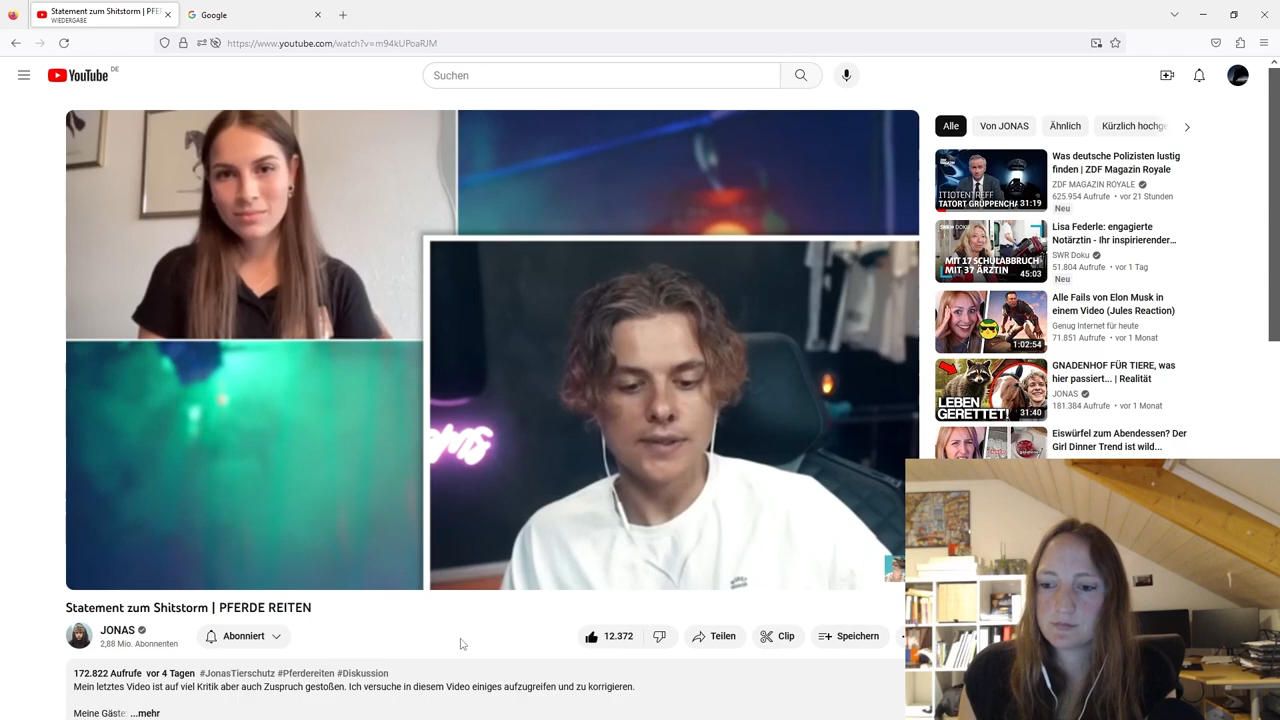 Statement zum Shitstorm | PFER
WIEDERGABE
Google
https://www.youtube.com/watch?v=m94kUPoaRJM
YouTube DE
Suchen
Alle
Von JONAS
Ähnlich
Kürzlich hochge
Was deutsche Polizisten lustig
finden | ZDF Magazin Royale
ZDF MAGAZIN ROYALE
625.954 Aufrufe • vor 21 Stunden
Neu
ITIOTENTREFF
TATORT GRUPPENCHA
31:19
Lisa Federle: engagierte
Notärztin - Ihr inspirierender…
SWR Doku
51.804 Aufrufe • vor 1 Tag
Neu
MIT 17 SCHULABBRUCH
MIT 37 ÄRZTIN
45:03
Alle Fails von Elon Musk in
einem Video (Jules Reaction)
Genug Internet für heute
71.851 Aufrufe • vor 1 Monat
1:02:54
GNADENHOF FÜR TIERE, was
hier passiert... | Realität
JONAS
181.384 Aufrufe • vor 1 Monat
LEBEN
GERETTET!
31:40
Eiswürfel zum Abendessen? Der
Girl Dinner Trend ist wild...
GHTS
Statement zum Shitstorm | PFERDE REITEN
JONAS
2,88 Mio. Abonnenten
Abonniert
12.372
Teilen
Clip
Speichern
172.822 Aufrufe vor 4 Tagen #JonasTierschutz #Pferdereiten #Diskussion
Mein letztes Video ist auf viel Kritik aber auch Zuspruch gestoßen. Ich versuche in diesem Video einiges aufzugreifen und zu korrigieren.
Meine Gäste ...mehr